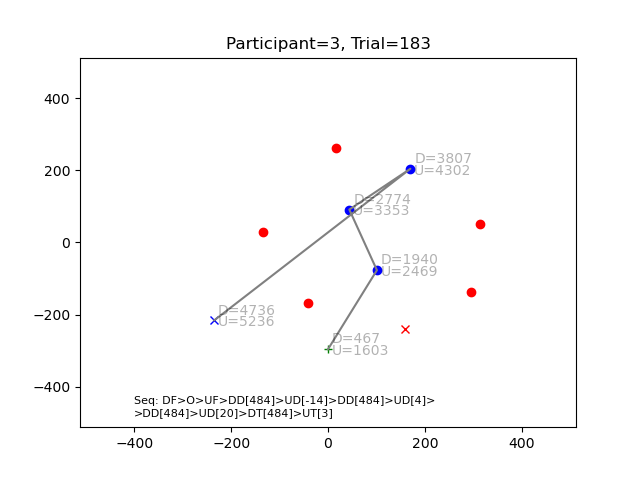 Participant=3, Trial=183
400
200
0
−200
−400
−400
−200
0
200
400
D=3807
U=4302
D=2774
U=3353
D=1940
U=2469
D=4736
U=5236
D=467
U=1603
Seq: DF>O>UF>DD[484]>UD[-14]>DD[484]>UD[4]>
>DD[484]>UD[20]>DT[484]>UT[3]